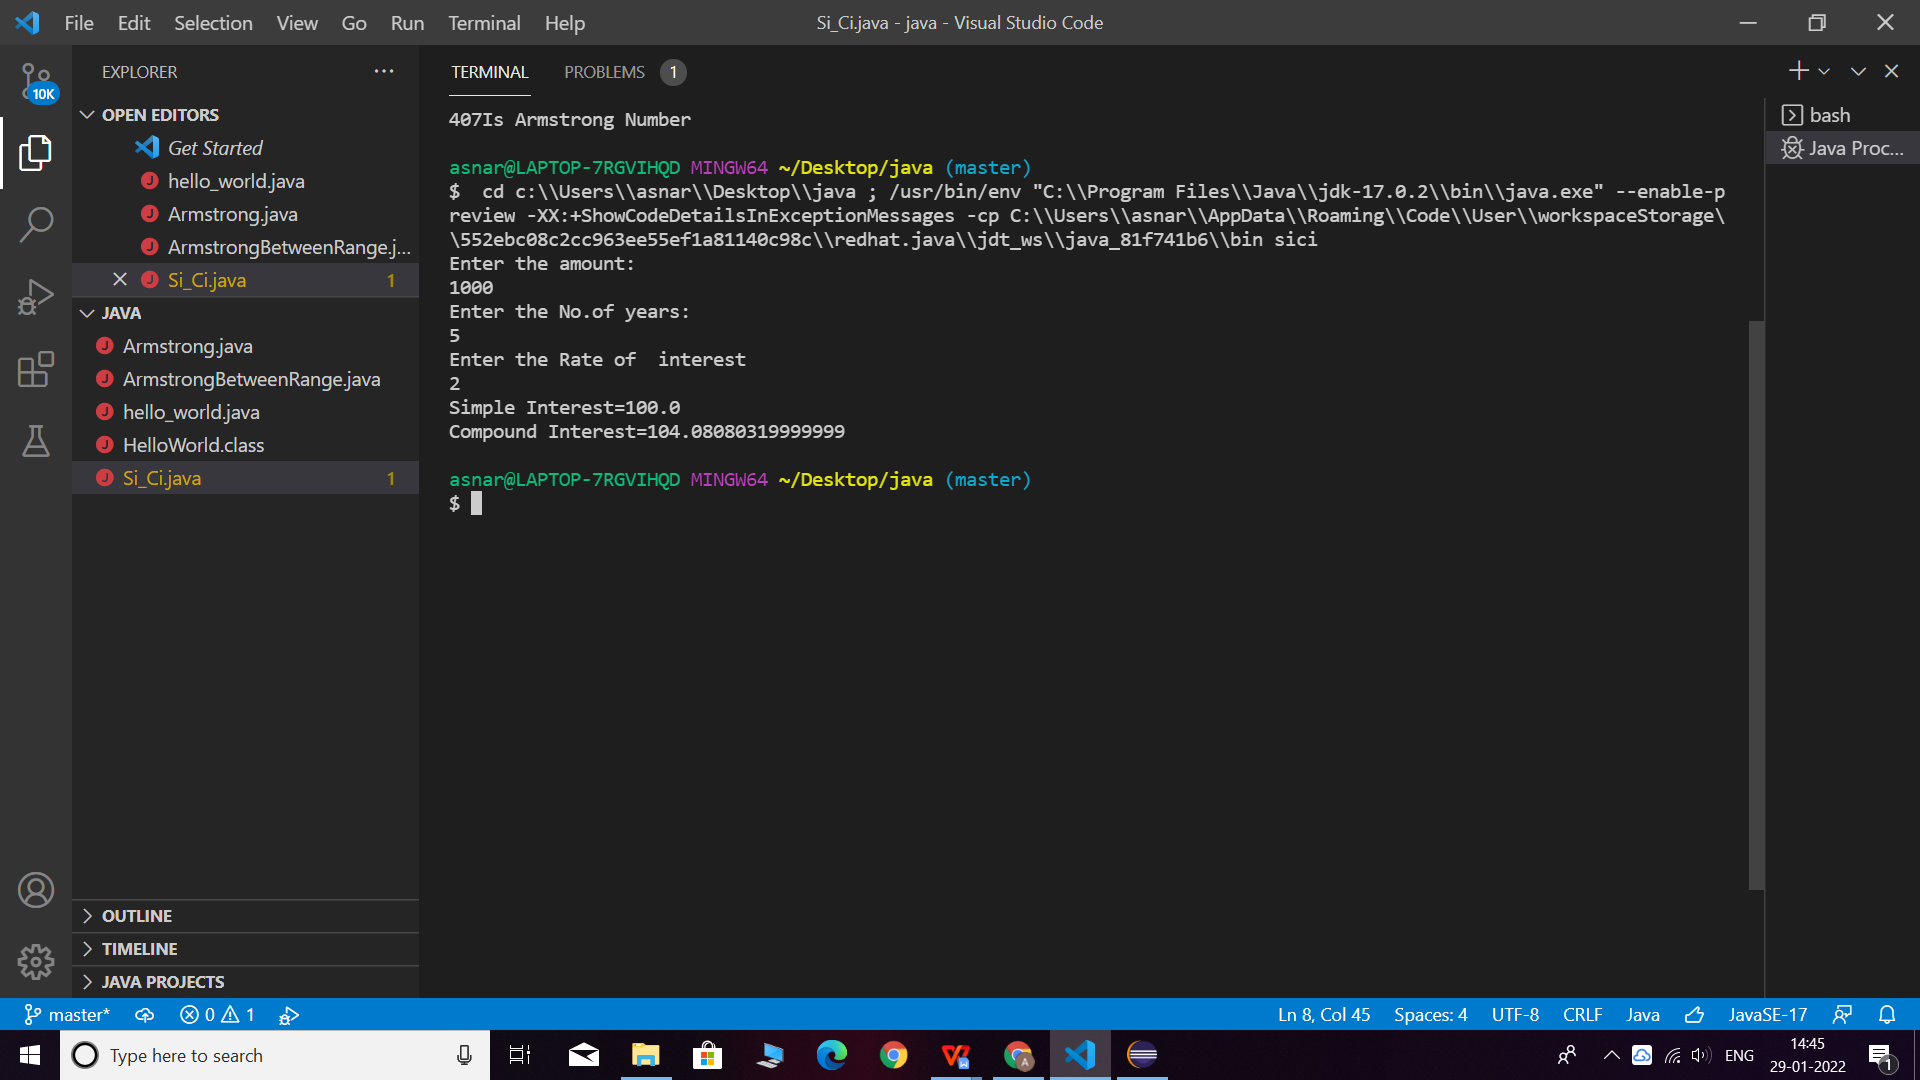 File Edit Selection View Go Run Terminal Help
Si_Ci.java - java - Visual Studio Code
10K
EXPLORER
OPEN EDITORS
Get Started
hello_world.java
Armstrong.java
ArmstrongBetweenRange.j...
Si_Ci.java 1
JAVA
Armstrong.java
ArmstrongBetweenRange.java
hello_world.java
HelloWorld.class
Si_Ci.java 1
OUTLINE
TIMELINE
JAVA PROJECTS
TERMINAL PROBLEMS 1
407Is Armstrong Number
asnar@LAPTOP-7RGVIHQD MINGW64 ~/Desktop/java (master)
$  cd c:\\Users\\asnar\\Desktop\\java ; /usr/bin/env "C:\\Program Files\\Java\\jdk-17.0.2\\bin\\java.exe" --enable-p
review -XX:+ShowCodeDetailsInExceptionMessages -cp C:\\Users\\asnar\\AppData\\Roaming\\Code\\User\\workspaceStorage\
\552ebc08c2cc963ee55ef1a81140c98c\\redhat.java\\jdt_ws\\java_81f741b6\\bin sici
Enter the amount:
1000
Enter the No.of years:
5
Enter the Rate of  interest
2
Simple Interest=100.0
Compound Interest=104.08080319999999
asnar@LAPTOP-7RGVIHQD MINGW64 ~/Desktop/java (master)
$
bash
Java Proc...
master* 0 1
Ln 8, Col 45 Spaces: 4 UTF-8 CRLF Java JavaSE-17
Type here to search
A
ENG
14:45
29-01-2022
1